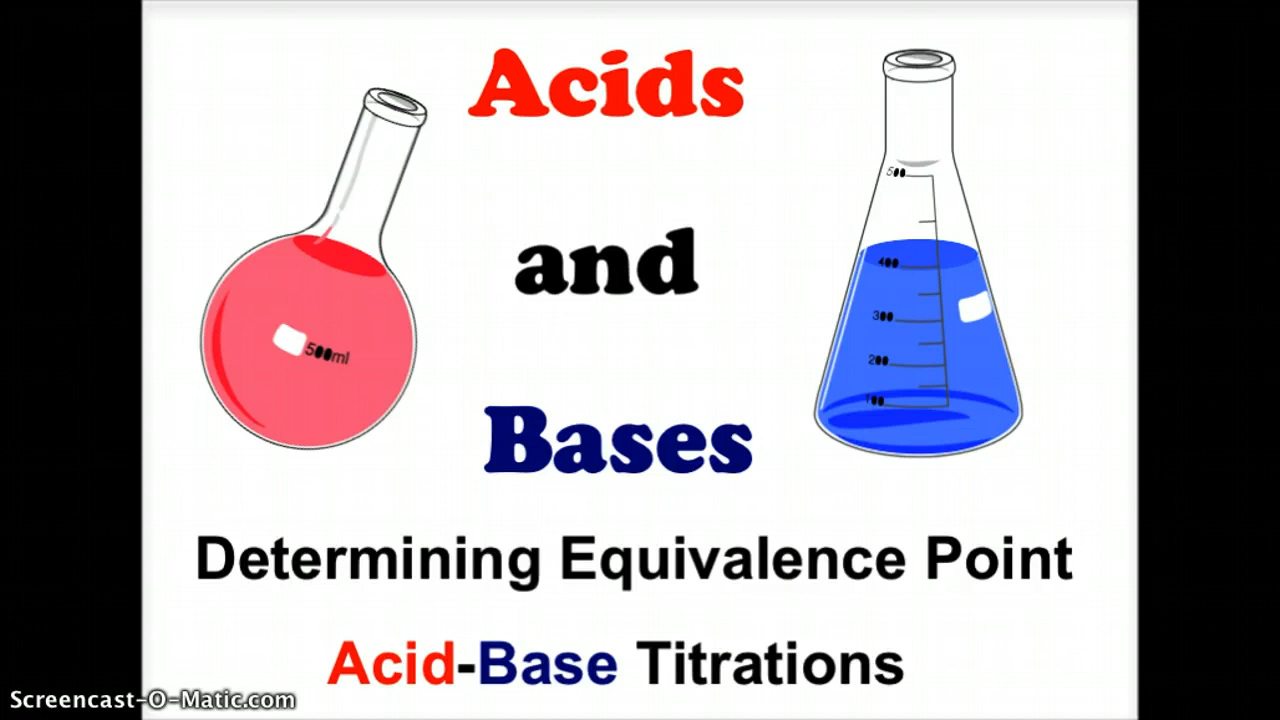 Acids
and
Bases
500ml
500
400
300
200
100
Determining Equivalence Point
Acid-Base Titrations
Screencast-O-Matic.com